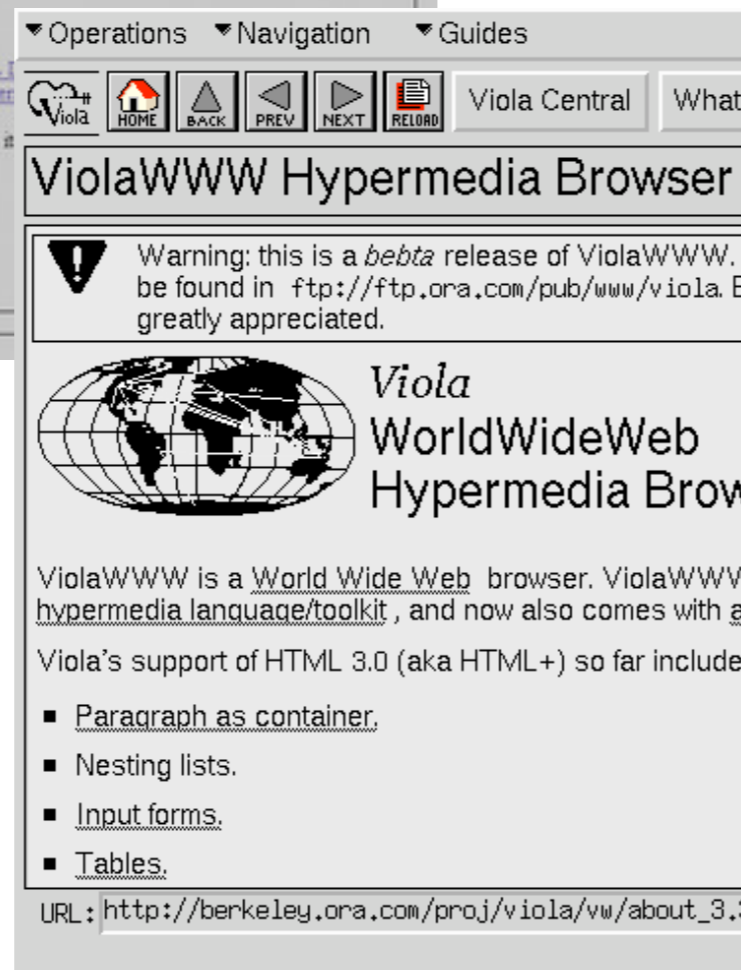 Operations Navigation Guides
Viola HOME BACK PREV NEXT RELOAD Viola Central What
ViolaWWW Hypermedia Browser
Warning: this is a bebta release of ViolaWWW.
be found in ftp://ftp.ora.com/pub/www/viola. E
greatly appreciated.
Viola
WorldWideWeb
Hypermedia Brow
ViolaWWW is a World Wide Web browser. ViolaWWW
hypermedia language/toolkit , and now also comes with a
Viola's support of HTML 3.0 (aka HTML+) so far include
Paragraph as container.
Nesting lists.
Input forms.
Tables.
URL: http://berkeley.ora.com/proj/viola/vw/about_3.3